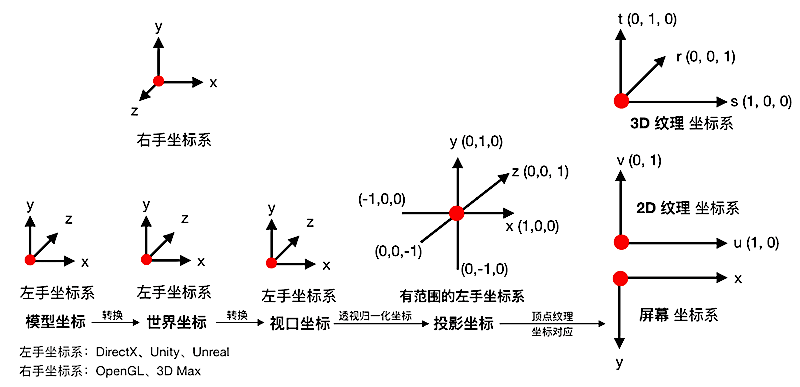 y
x
z
右手坐标系
t (0, 1, 0)
r (0, 0, 1)
s (1, 0, 0)
3D 纹理 坐标系
y
z
x
左手坐标系
y
z
x
左手坐标系
y
z
x
左手坐标系
y (0,1,0)
z (0,0, 1)
(-1,0,0)
x (1,0,0)
(0,0,-1)
(0,-1,0)
有范围的左手坐标系
v (0, 1)
2D 纹理 坐标系
u (1, 0)
x
屏幕 坐标系
y
模型坐标 转换 世界坐标 转换 视口坐标 透视归一化坐标 投影坐标 顶点纹理
坐标对应
左手坐标系：DirectX、Unity、Unreal
右手坐标系：OpenGL、3D Max